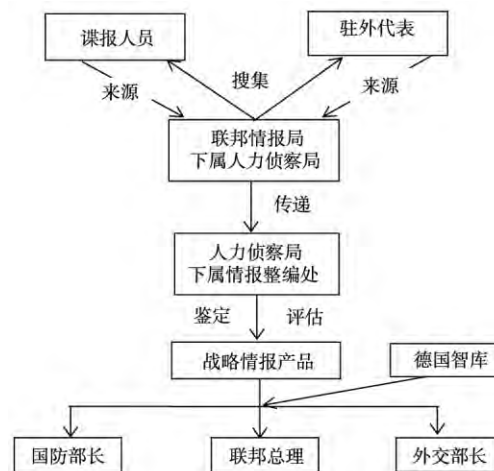 谍报人员
驻外代表
来源
搜集
来源
联邦情报局
下属人力侦察局
传递
人力侦察局
下属情报整编处
鉴定
评估
战略情报产品
德国智库
国防部长
联邦总理
外交部长